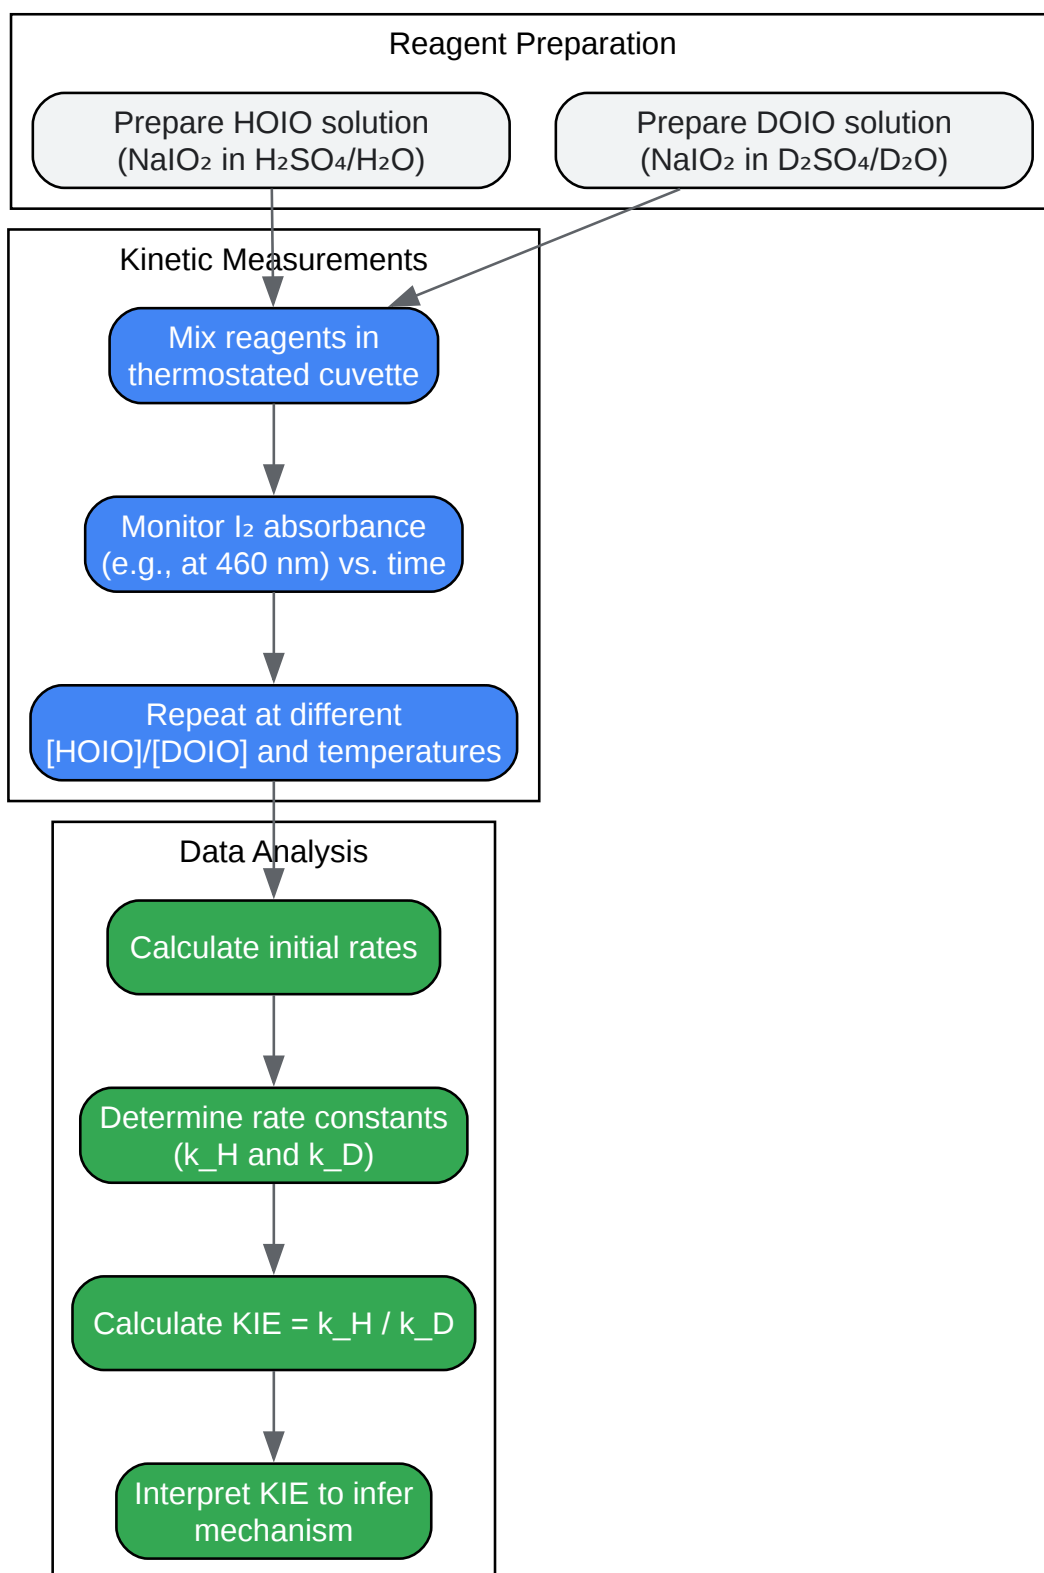 Reagent Preparation
Prepare HOIO solution
(NaIO₂ in H₂SO₄/H₂O)
Prepare DOIO solution
(NaIO₂ in D₂SO₄/D₂O)
Kinetic Measurements
Mix reagents in
thermostated cuvette
Monitor I₂ absorbance
(e.g., at 460 nm) vs. time
Repeat at different
[HOIO]/[DOIO] and temperatures
Data Analysis
Calculate initial rates
Determine rate constants
(k_H and k_D)
Calculate KIE = k_H / k_D
Interpret KIE to infer
mechanism